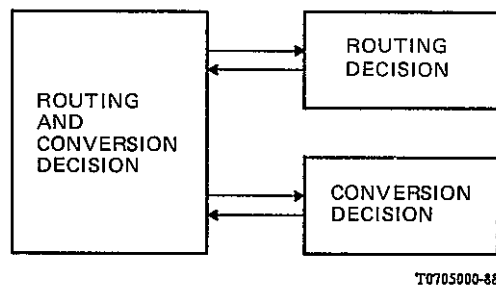 ROUTING
AND
CONVERSION
DECISION
ROUTING
DECISION
CONVERSION
DECISION
T0705000-88